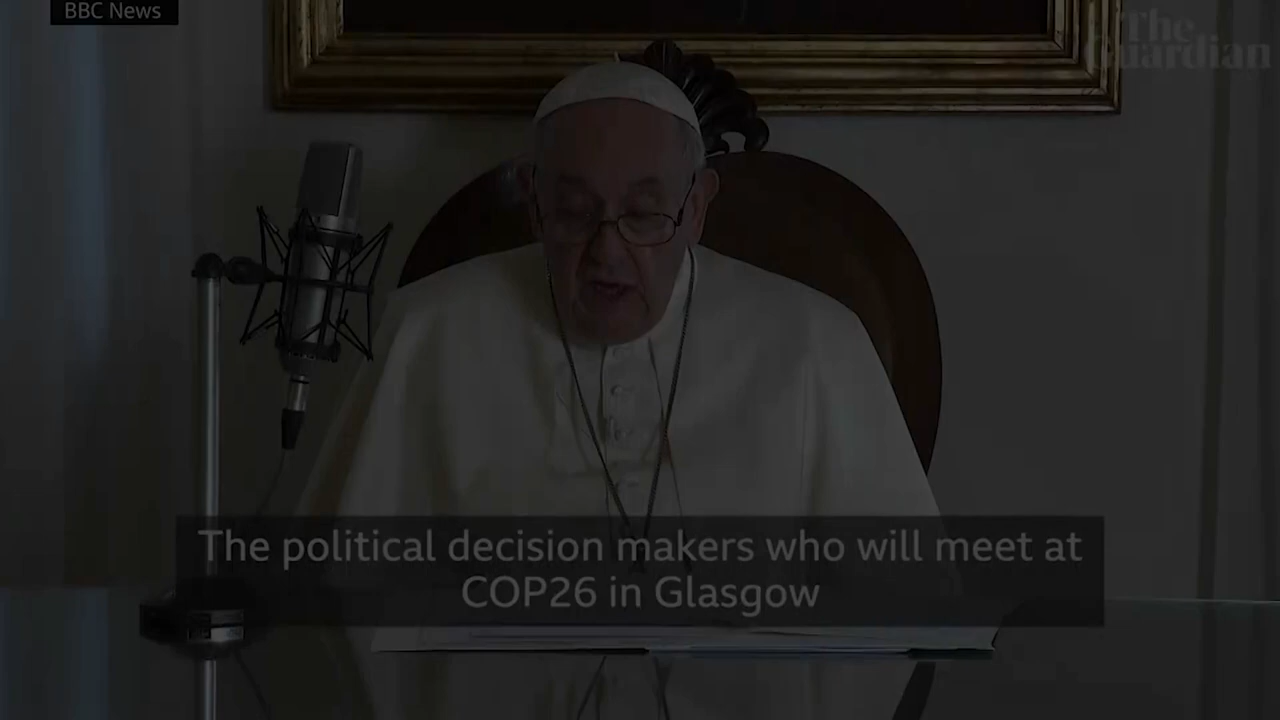 BBC News
The
Guardian
The political decision makers who will meet at
COP26 in Glasgow